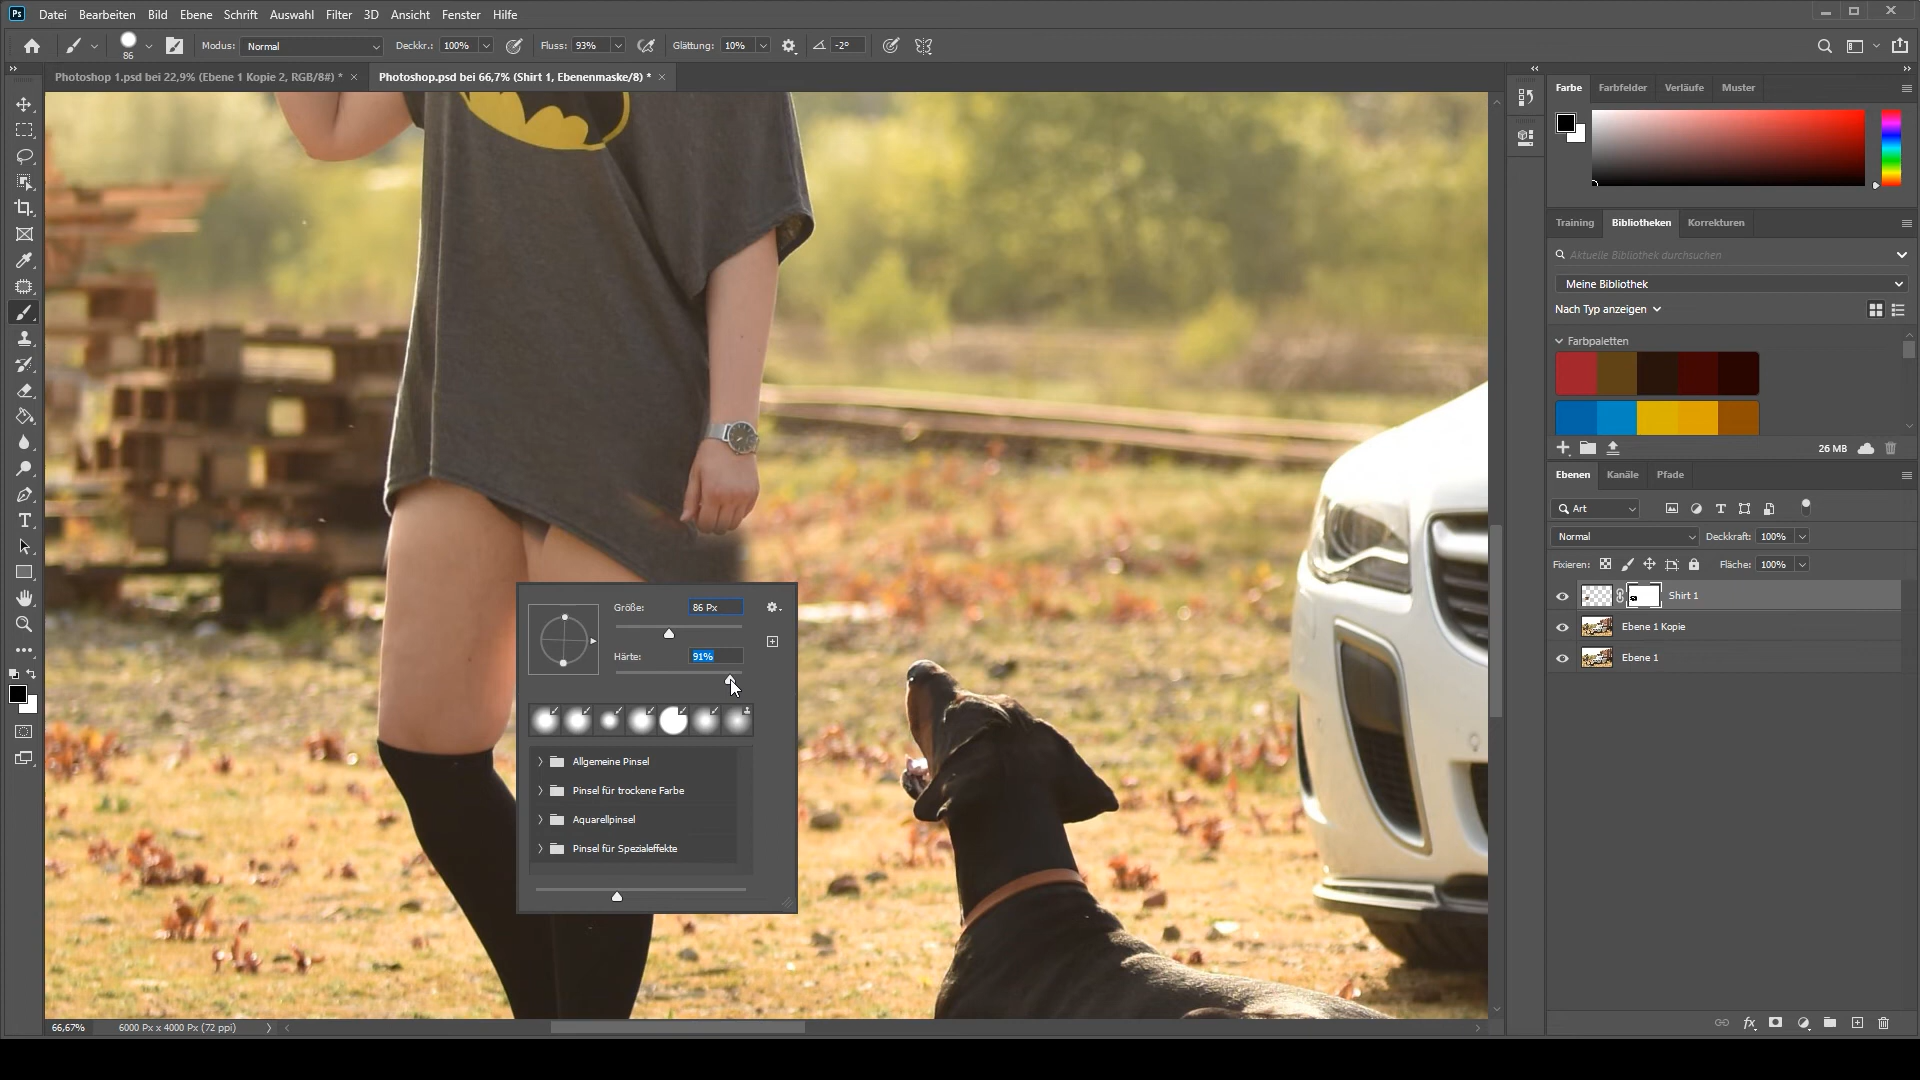 Ps Datei Bearbeiten Bild Ebene Schrift Auswahl Filter 3D Ansicht Fenster Hilfe
86 Modus: Normal Deckkr.: 100% Fluss: 93% Glättung: 10% -2°
Photoshop 1.psd bei 22,9% (Ebene 1 Kopie 2, RGB/8#) * Photoshop.psd bei 66,7% (Shirt 1, Ebenenmaske/8) *
Farbe Farbfelder Verläufe Muster
Training Bibliotheken Korrekturen
Aktuelle Bibliothek durchsuchen
Meine Bibliothek
Nach Typ anzeigen
Farbpaletten
26 MB
Ebenen Kanäle Pfade
Art
Normal Deckkraft: 100%
Fixieren: Fläche: 100%
Shirt 1
Ebene 1 Kopie
Ebene 1
Größe: 86 Px
Härte: 91%
Allgemeine Pinsel
Pinsel für trockene Farbe
Aquarellpinsel
Pinsel für Spezialeffekte
66,67% 6000 Px x 4000 Px (72 ppi)